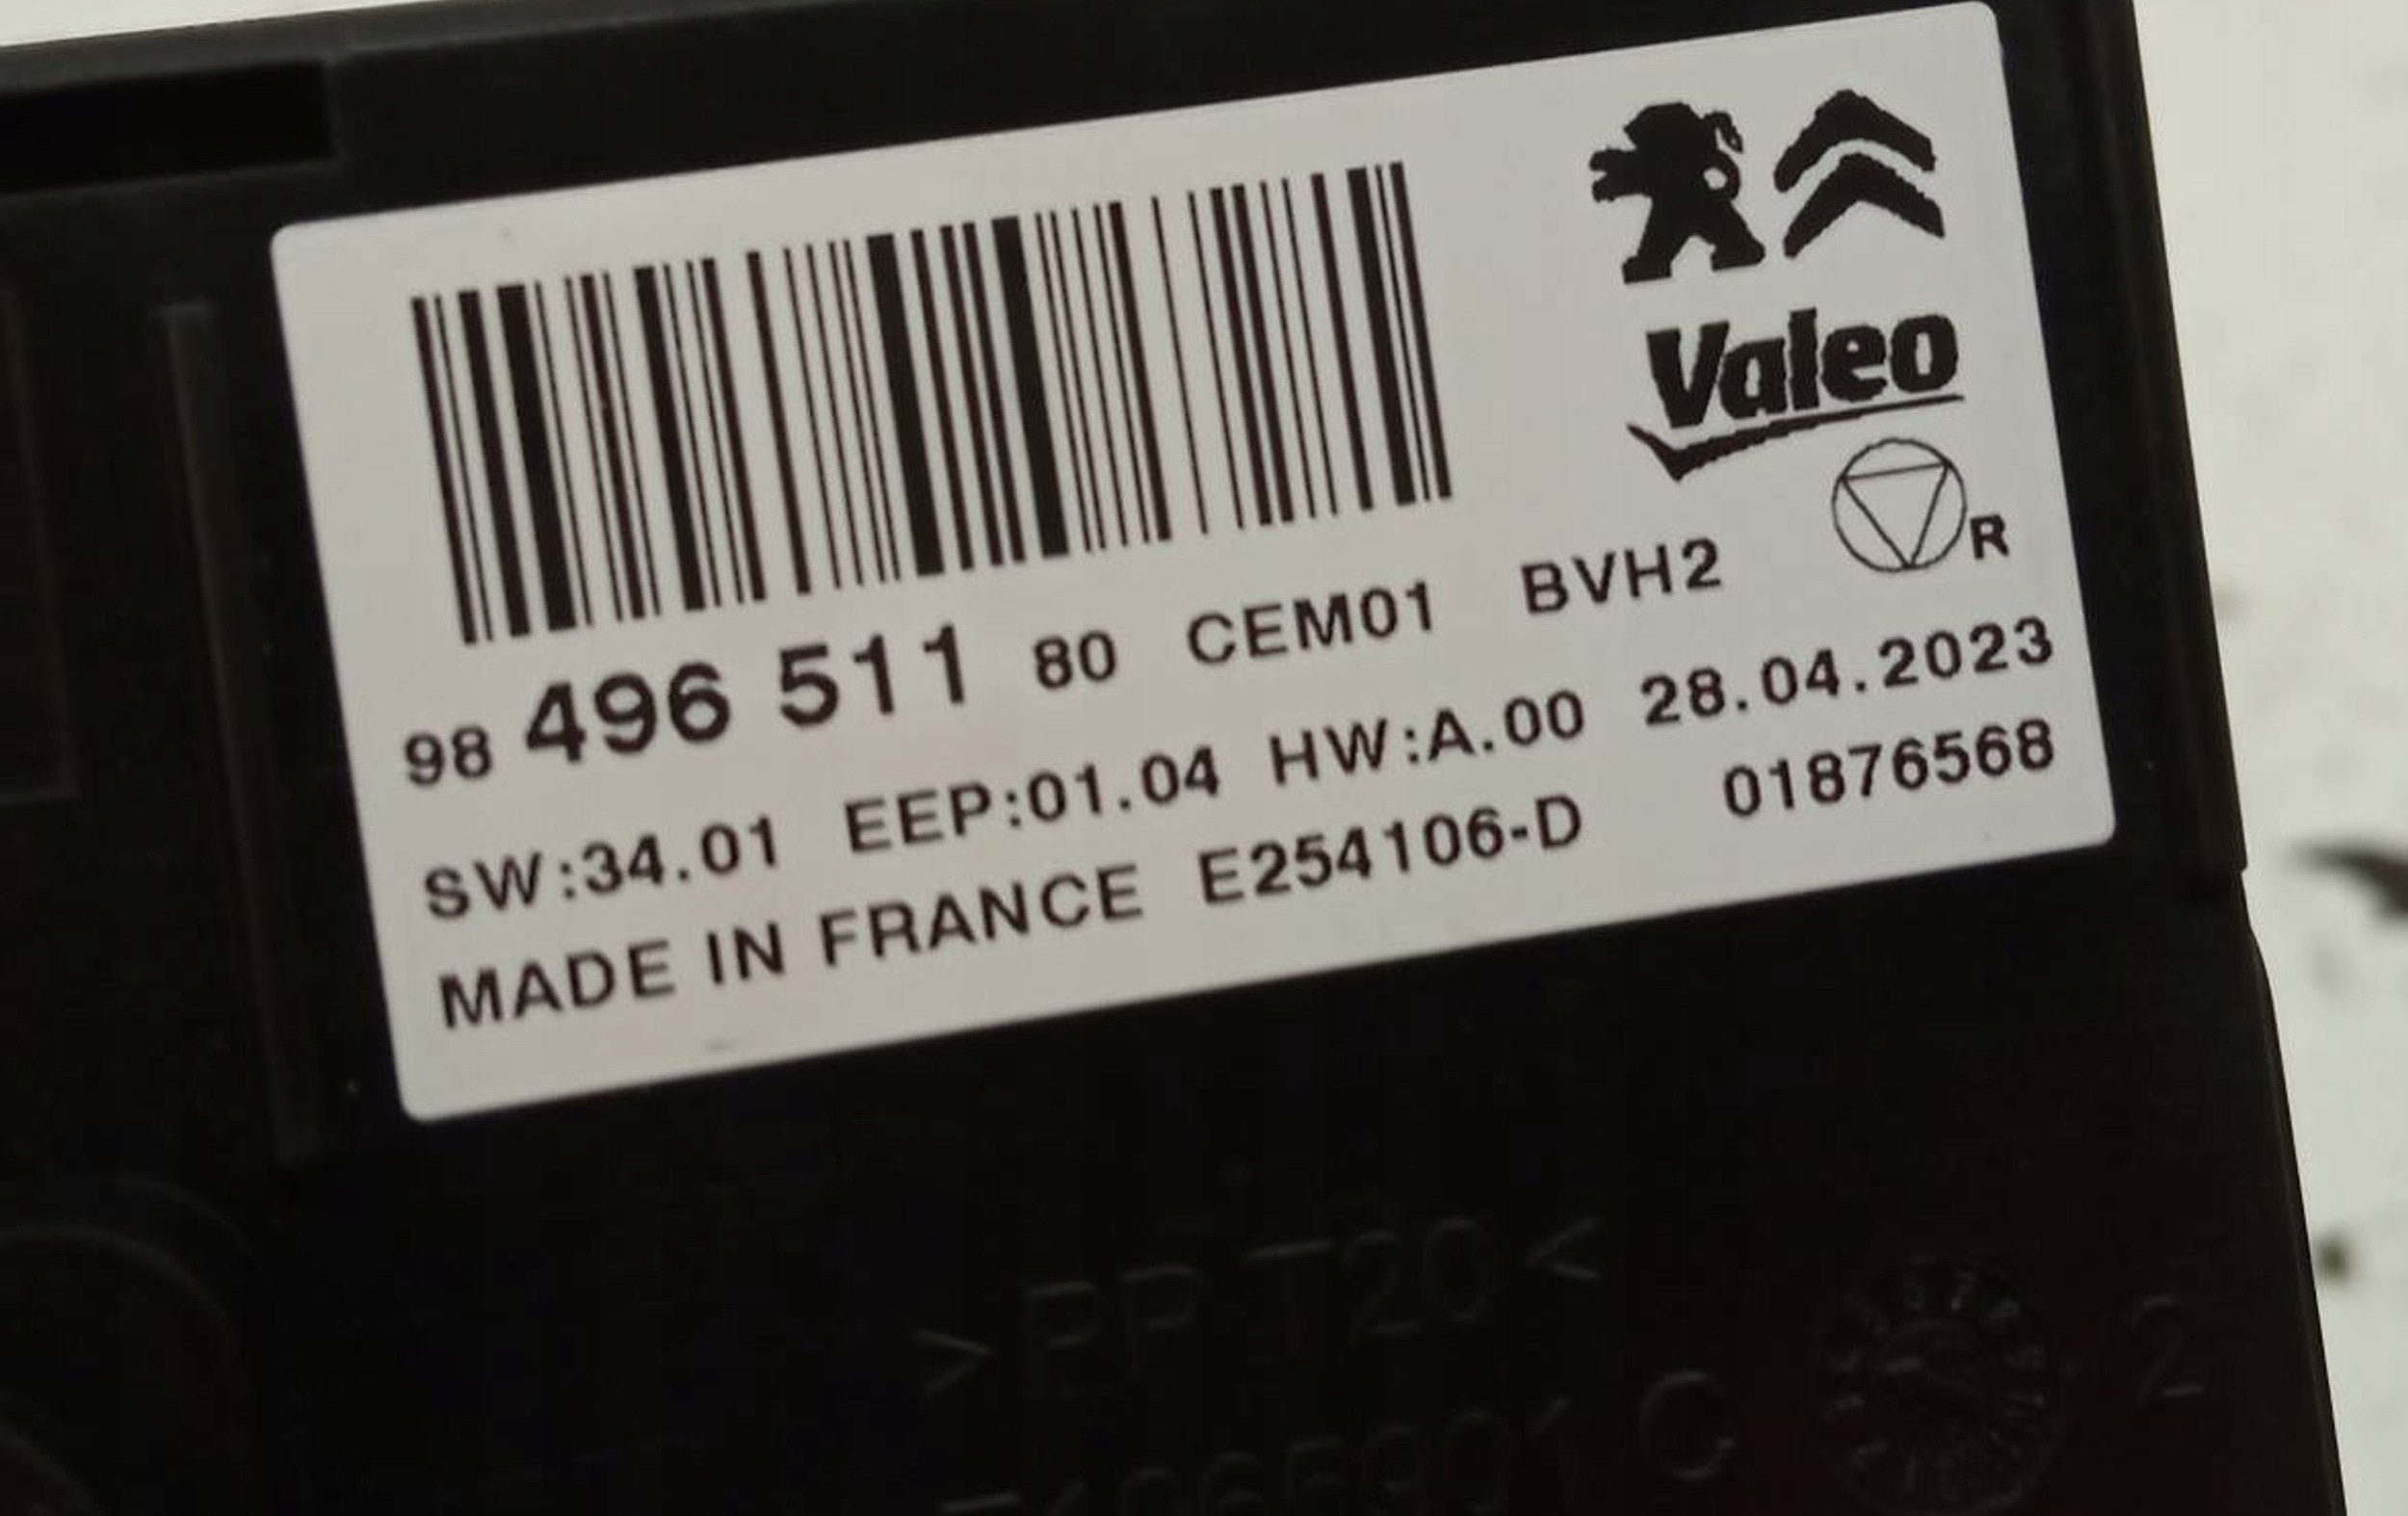 Valeo
R
98 496 511 80 CEM01 BVH2
SW:34.01 EEP:01.04 HW:A.00 28.04.2023
MADE IN FRANCE E254106-D 01876568
>PP T20<
C
2